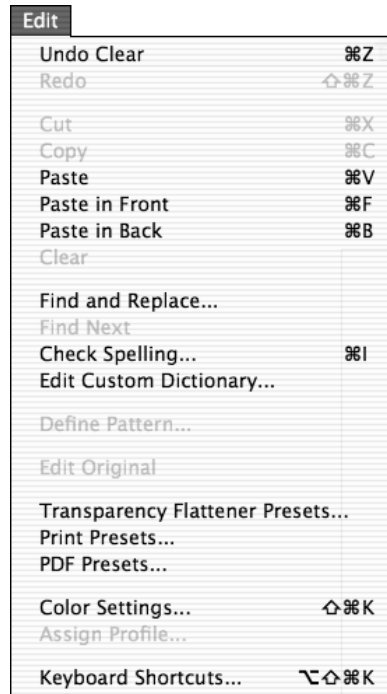 Edit
Undo Clear ⌘Z
Redo ⇧⌘Z
Cut ⌘X
Copy ⌘C
Paste ⌘V
Paste in Front ⌘F
Paste in Back ⌘B
Clear
Find and Replace...
Find Next
Check Spelling... ⌘I
Edit Custom Dictionary...
Define Pattern...
Edit Original
Transparency Flattener Presets...
Print Presets...
PDF Presets...
Color Settings... ⇧⌘K
Assign Profile...
Keyboard Shortcuts... ⌥⇧⌘K